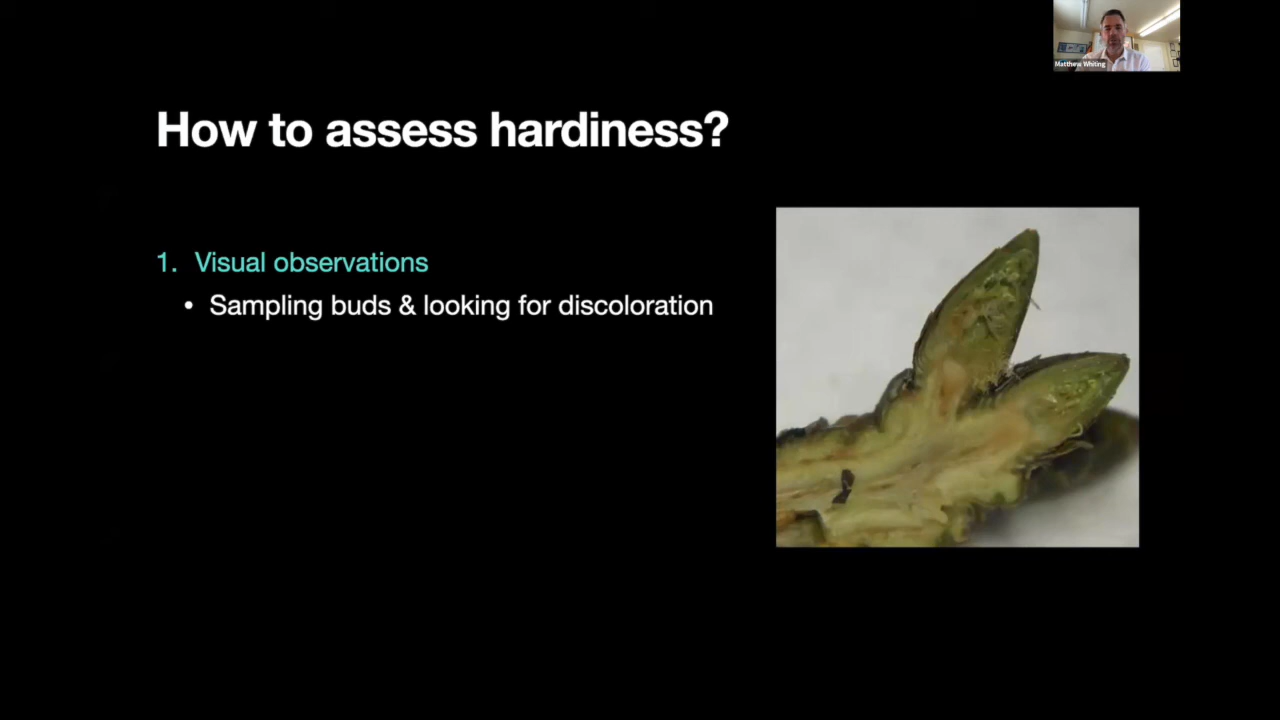 Matthew Whiting
How to assess hardiness?
1. Visual observations
• Sampling buds & looking for discoloration